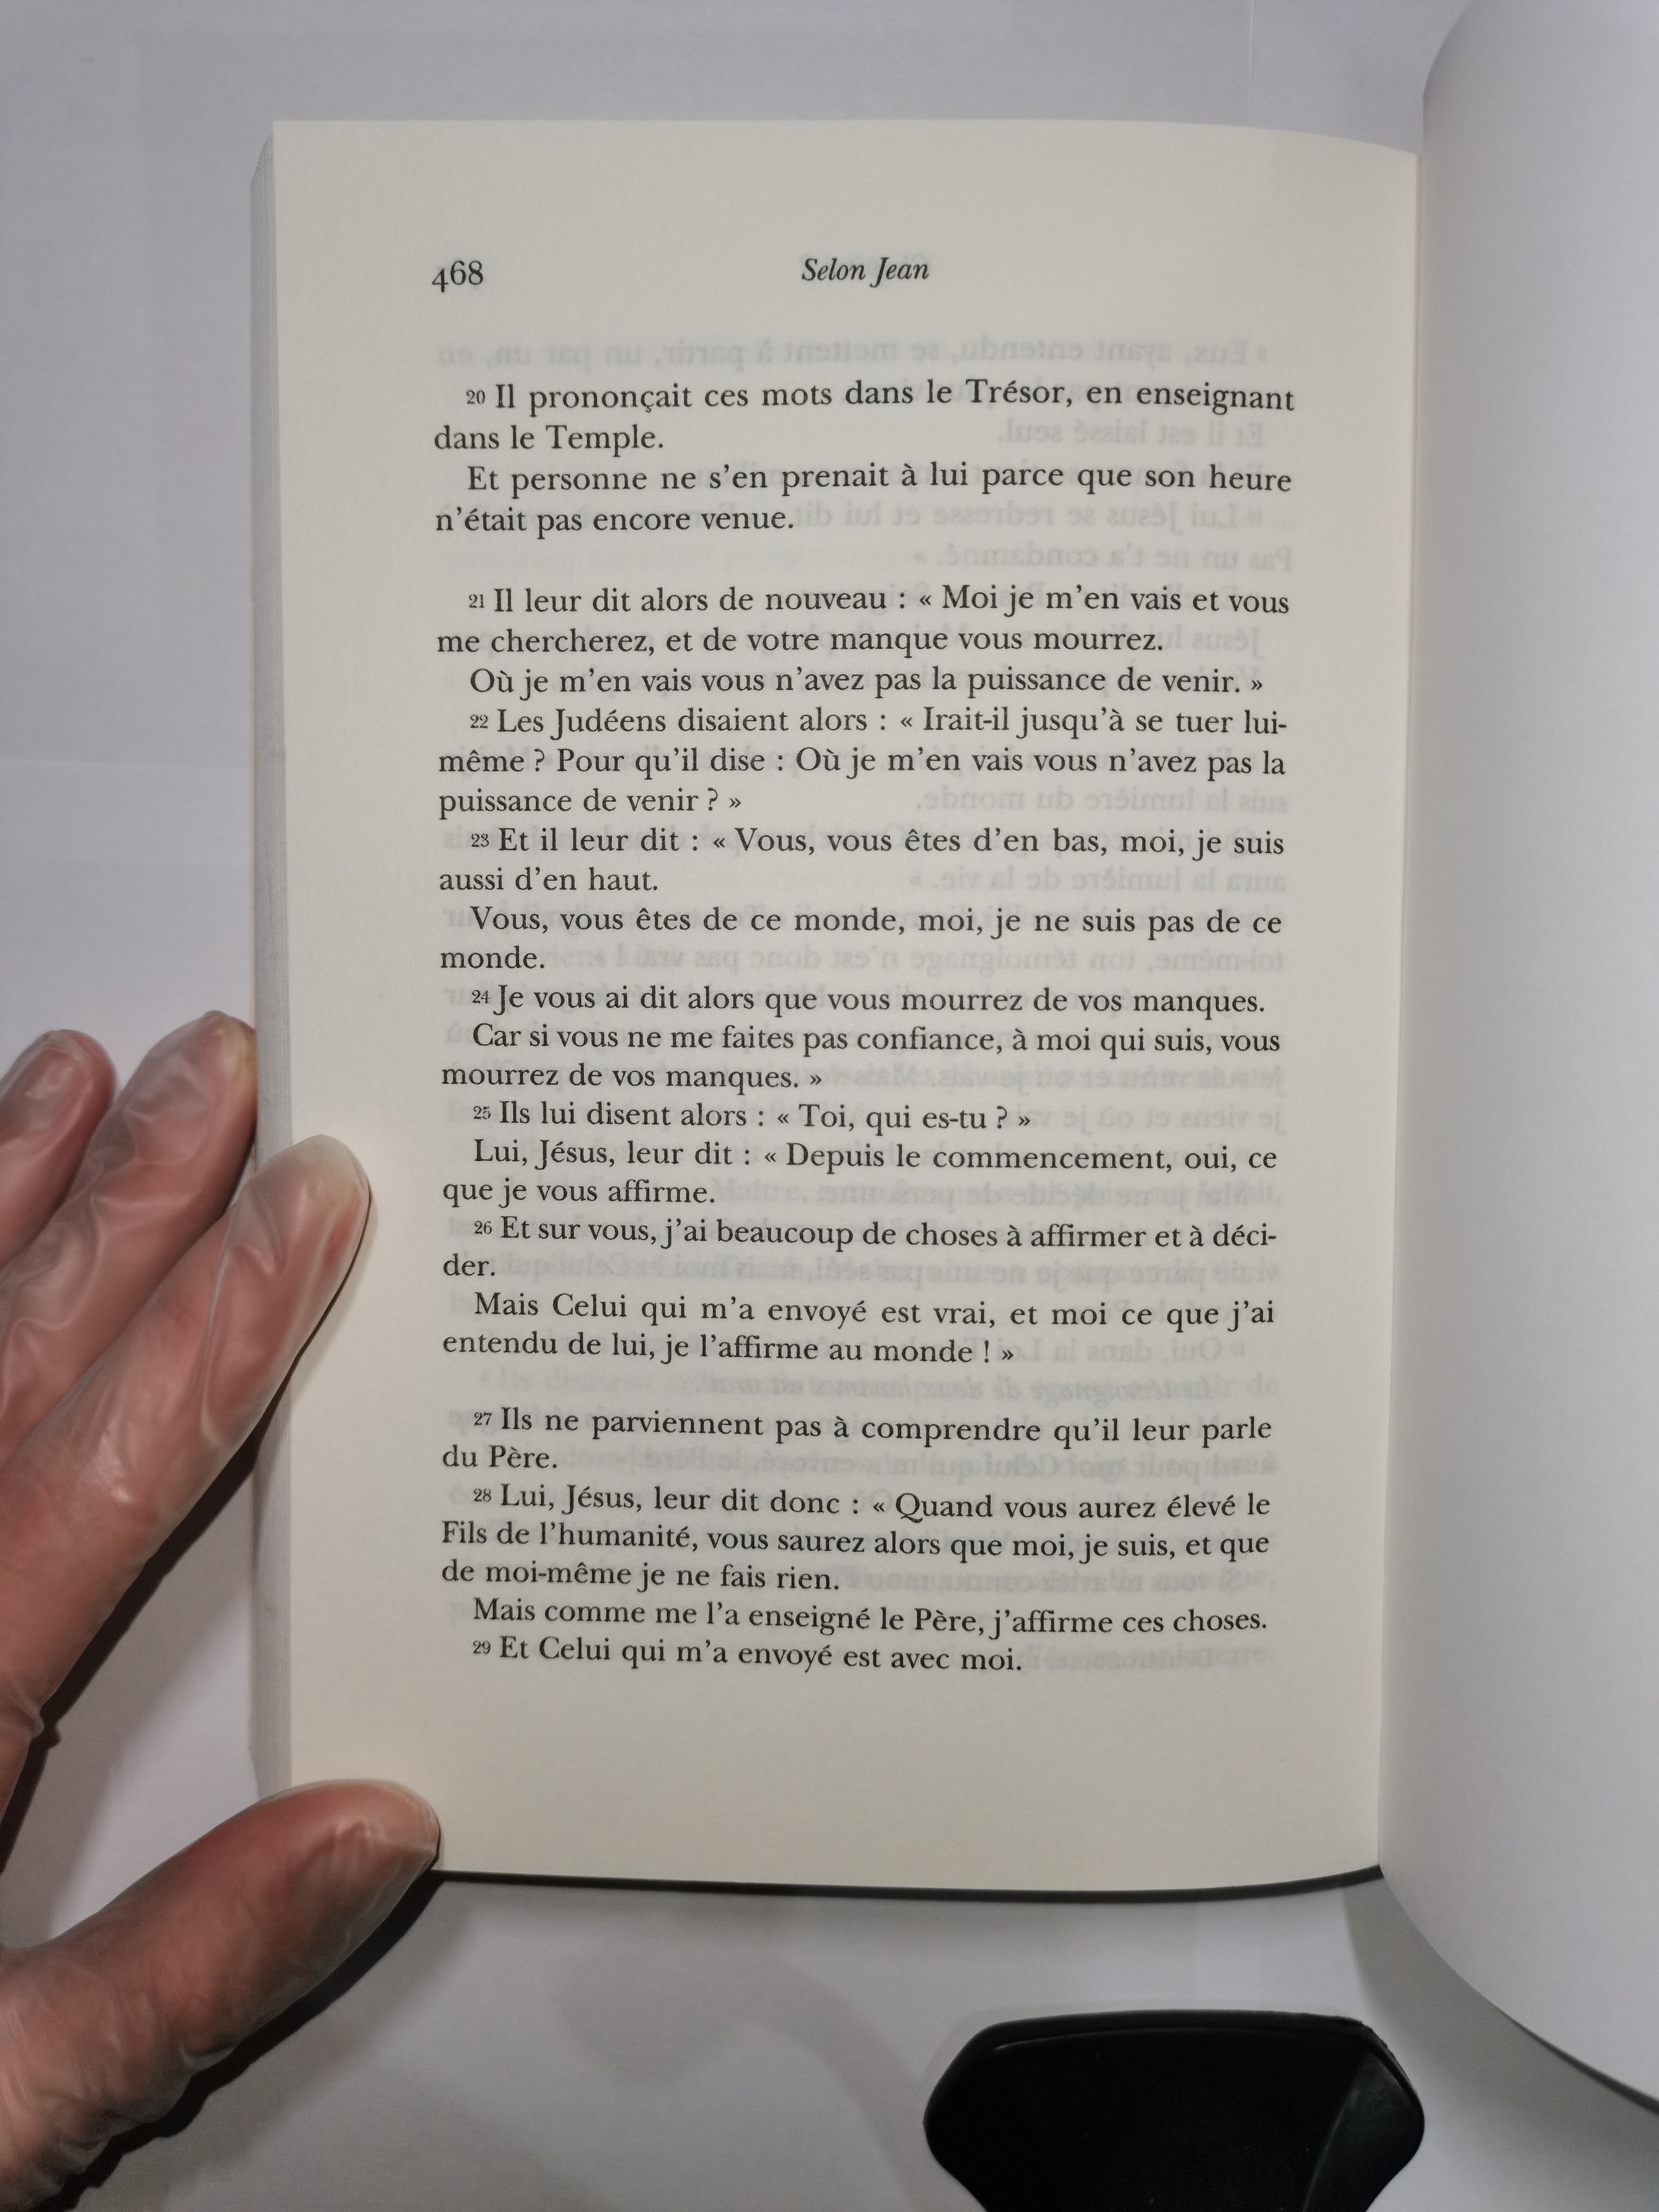 468
Selon Jean
20 Il prononçait ces mots dans le Trésor, en enseignant
dans le Temple.
Et personne ne s’en prenait à lui parce que son heure
n’était pas encore venue.
21 Il leur dit alors de nouveau : « Moi je m’en vais et vous
me chercherez, et de votre manque vous mourrez.
Où je m’en vais vous n’avez pas la puissance de venir. »
22 Les Judéens disaient alors : « Irait-il jusqu’à se tuer lui-
même ? Pour qu’il dise : Où je m’en vais vous n’avez pas la
puissance de venir ? »
23 Et il leur dit : « Vous, vous êtes d’en bas, moi, je suis
aussi d’en haut.
Vous, vous êtes de ce monde, moi, je ne suis pas de ce
monde.
24 Je vous ai dit alors que vous mourrez de vos manques.
Car si vous ne me faites pas confiance, à moi qui suis, vous
mourrez de vos manques. »
25 Ils lui disent alors : « Toi, qui es-tu ? »
Lui, Jésus, leur dit : « Depuis le commencement, oui, ce
que je vous affirme.
26 Et sur vous, j’ai beaucoup de choses à affirmer et à déci-
der.
Mais Celui qui m’a envoyé est vrai, et moi ce que j’ai
entendu de lui, je l’affirme au monde ! »
27 Ils ne parviennent pas à comprendre qu’il leur parle
du Père.
28 Lui, Jésus, leur dit donc : « Quand vous aurez élevé le
Fils de l’humanité, vous saurez alors que moi, je suis, et que
de moi-même je ne fais rien.
Mais comme me l’a enseigné le Père, j’affirme ces choses.
29 Et Celui qui m’a envoyé est avec moi.